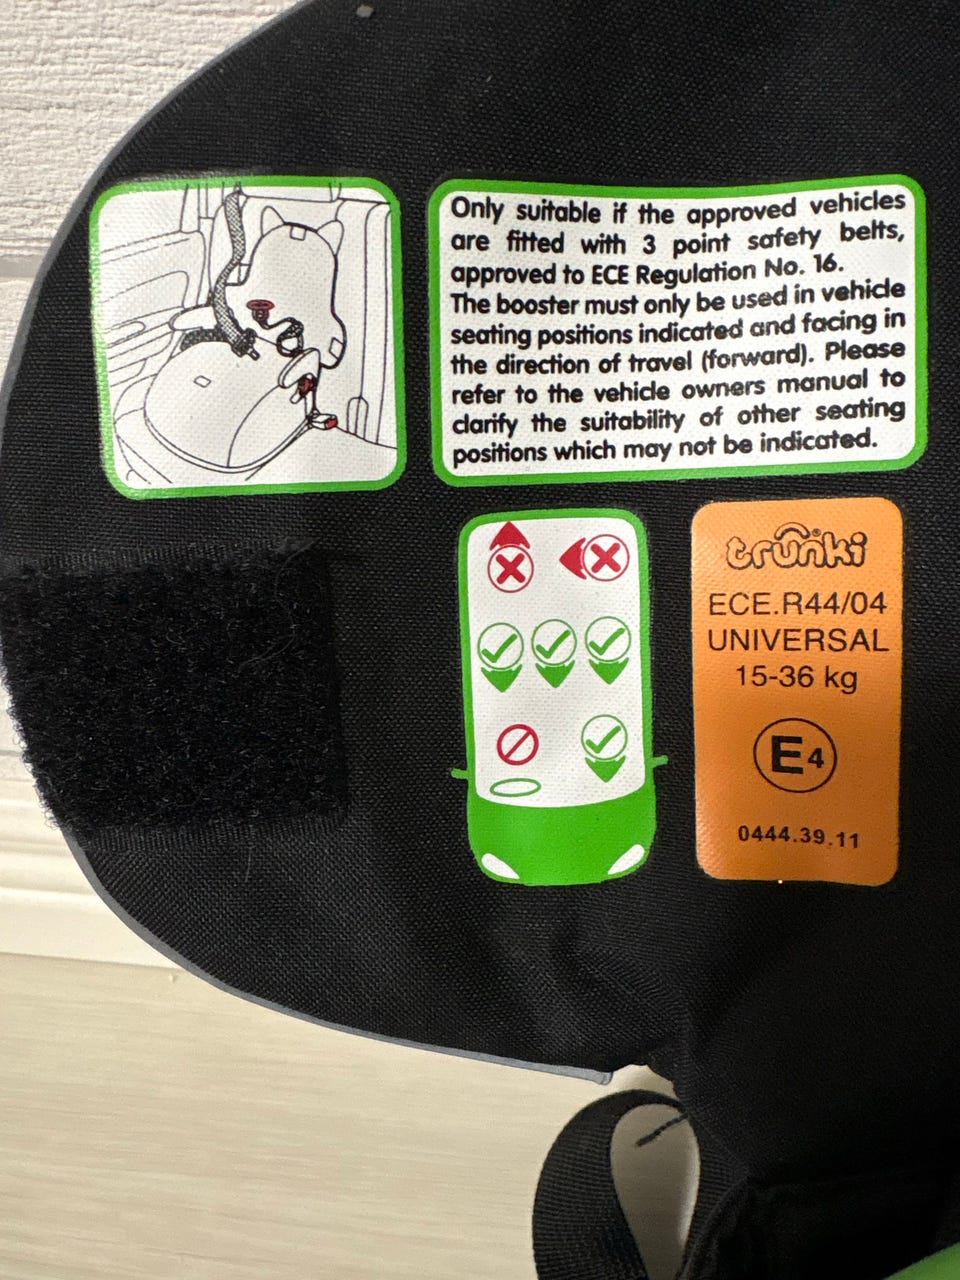 Only suitable if the approved vehicles
are fitted with 3 point safety belts,
approved to ECE Regulation No. 16.
The booster must only be used in vehicle
seating positions indicated and facing in
the direction of travel (forward). Please
refer to the vehicle owners manual to
clarify the suitability of other seating
positions which may not be indicated.
trunki®
ECE.R44/04
UNIVERSAL
15-36 kg
E4
0444.39.11